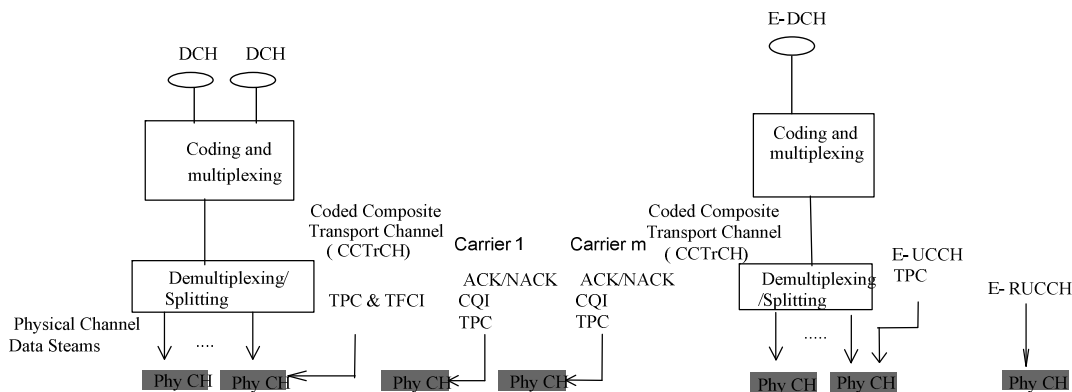 DCH
DCH
E-DCH
Coding and
multiplexing
Coding and
multiplexing
Coded Composite
Transport Channel
( CCTrCH)
Carrier 1
Carrier m
Coded Composite
Transport Channel
( CCTrCH)
Demultiplexing/
Splitting
TPC & TFCI
ACK/NACK
CQI
TPC
ACK/NACK
CQI
TPC
Demultiplexing
/Splitting
E-UCCH
TPC
E-RUCCH
Physical Channel
Data Steams
....
.....
Phy CH
Phy CH
Phy CH
Phy CH
Phy CH
Phy CH
Phy CH